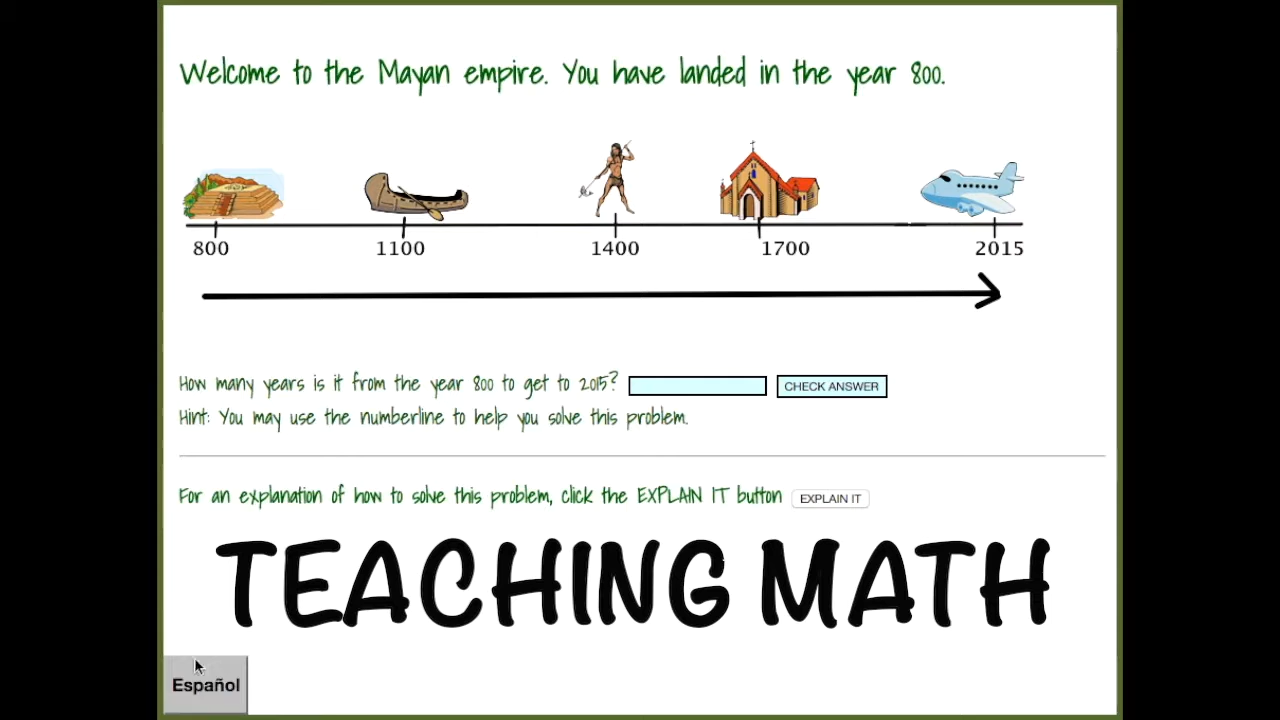 Welcome to the Mayan empire. You have landed in the year 800.
800 1100 1400 1700 2015
How many years is it from the year 800 to get to 2015? CHECK ANSWER
Hint: You may use the numberline to help you solve this problem.
For an explanation of how to solve this problem, click the EXPLAIN IT button EXPLAIN IT
TEACHING MATH
Español